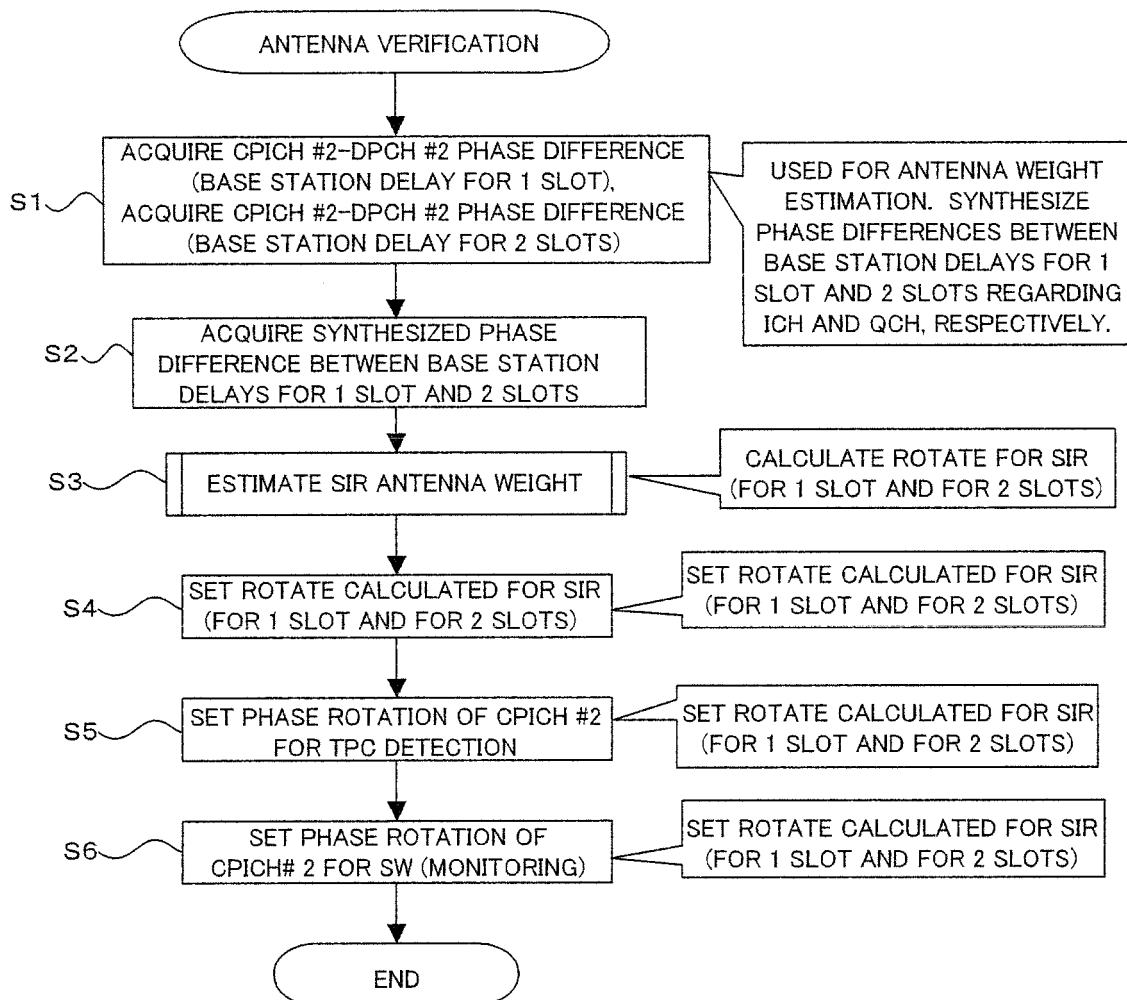 ANTENNA VERIFICATION
S1
ACQUIRE CPICH #2-DPCH #2 PHASE DIFFERENCE
(BASE STATION DELAY FOR 1 SLOT),
ACQUIRE CPICH #2-DPCH #2 PHASE DIFFERENCE
(BASE STATION DELAY FOR 2 SLOTS)
USED FOR ANTENNA WEIGHT
ESTIMATION. SYNTHESIZE
PHASE DIFFERENCES BETWEEN
BASE STATION DELAYS FOR 1
SLOT AND 2 SLOTS REGARDING
ICH AND QCH, RESPECTIVELY.
S2
ACQUIRE SYNTHESIZED PHASE
DIFFERENCE BETWEEN BASE STATION
DELAYS FOR 1 SLOT AND 2 SLOTS
S3
ESTIMATE SIR ANTENNA WEIGHT
CALCULATE ROTATE FOR SIR
(FOR 1 SLOT AND FOR 2 SLOTS)
S4
SET ROTATE CALCULATED FOR SIR
(FOR 1 SLOT AND FOR 2 SLOTS)
SET ROTATE CALCULATED FOR SIR
(FOR 1 SLOT AND FOR 2 SLOTS)
S5
SET PHASE ROTATION OF CPICH #2
FOR TPC DETECTION
SET ROTATE CALCULATED FOR SIR
(FOR 1 SLOT AND FOR 2 SLOTS)
S6
SET PHASE ROTATION OF
CPICH# 2 FOR SW (MONITORING)
SET ROTATE CALCULATED FOR SIR
(FOR 1 SLOT AND FOR 2 SLOTS)
END